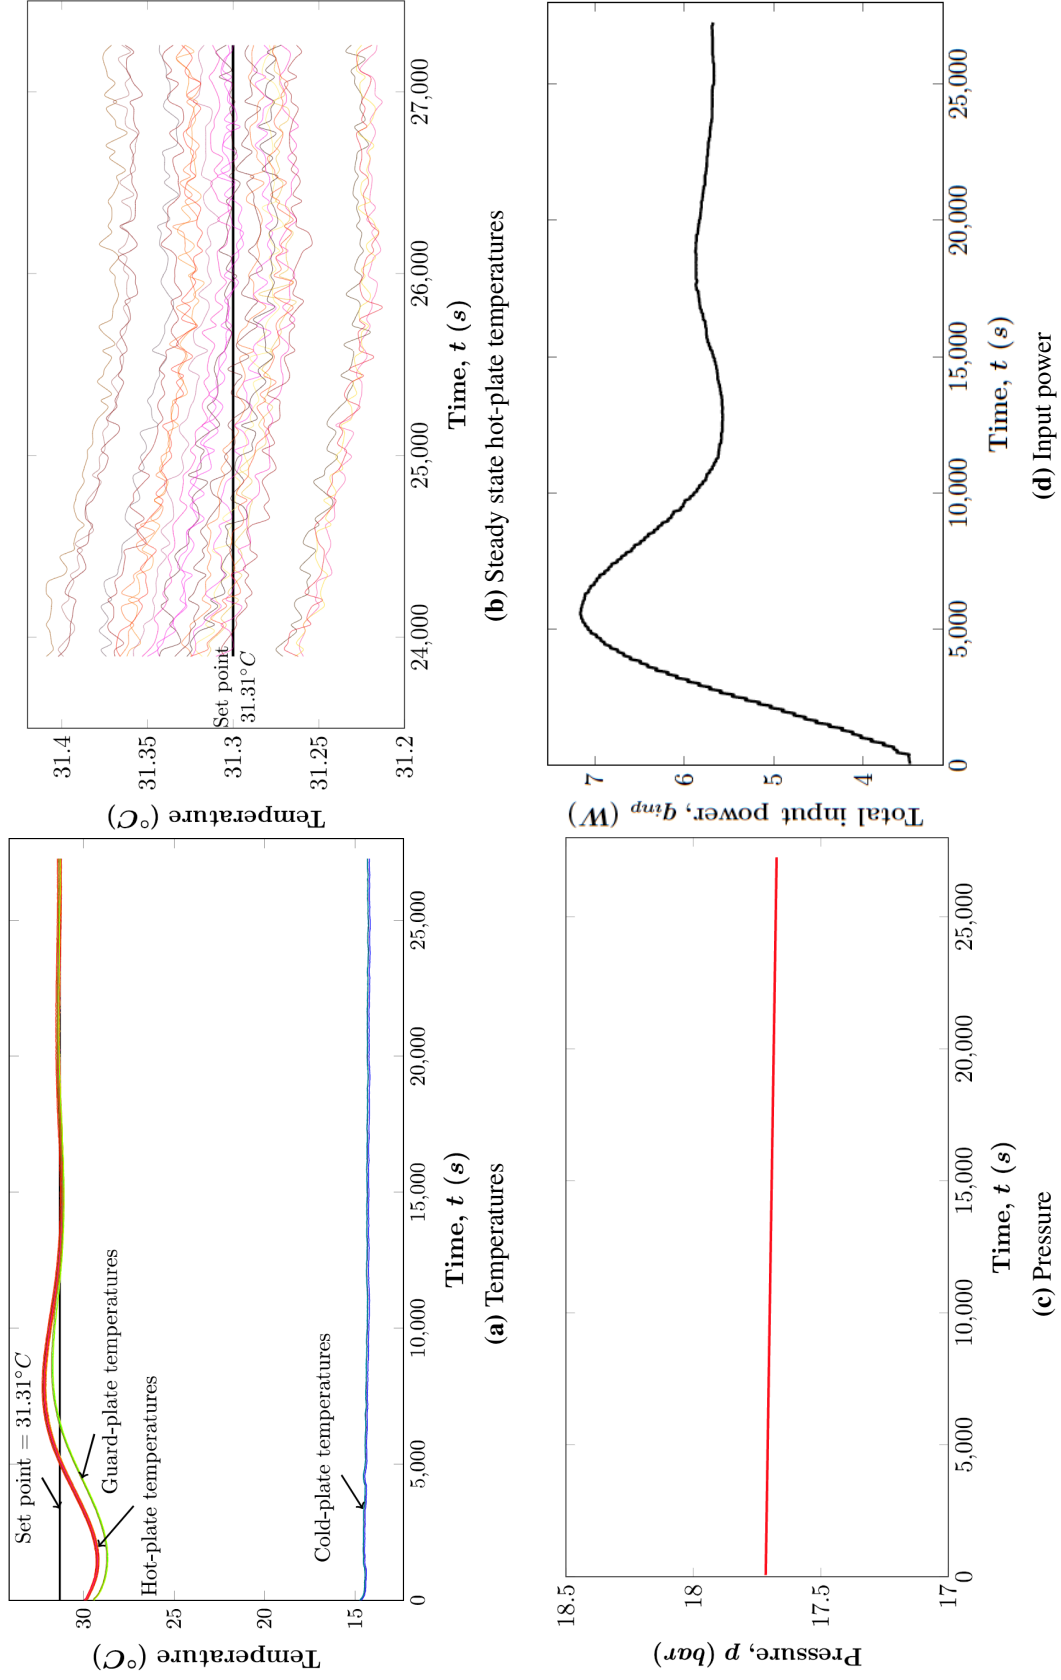 30
25
20
15
0
5,000
10,000
15,000
20,000
25,000
Temperature (°C)
Time, t (s)
Set point = 31.31°C
Guard-plate temperatures
Hot-plate temperatures
Cold-plate temperatures
(a) Temperatures
31.4
31.35
31.3
31.25
31.2
24,000
25,000
26,000
27,000
Temperature (°C)
Time, t (s)
Set point
31.31°C
(b) Steady state hot-plate temperatures
18.5
18
17.5
17
0
5,000
10,000
15,000
20,000
25,000
Pressure, p (bar)
Time, t (s)
(c) Pressure
7
6
5
4
0
5,000
10,000
15,000
20,000
25,000
Total input power, qinp (W)
Time, t (s)
(d) Input power